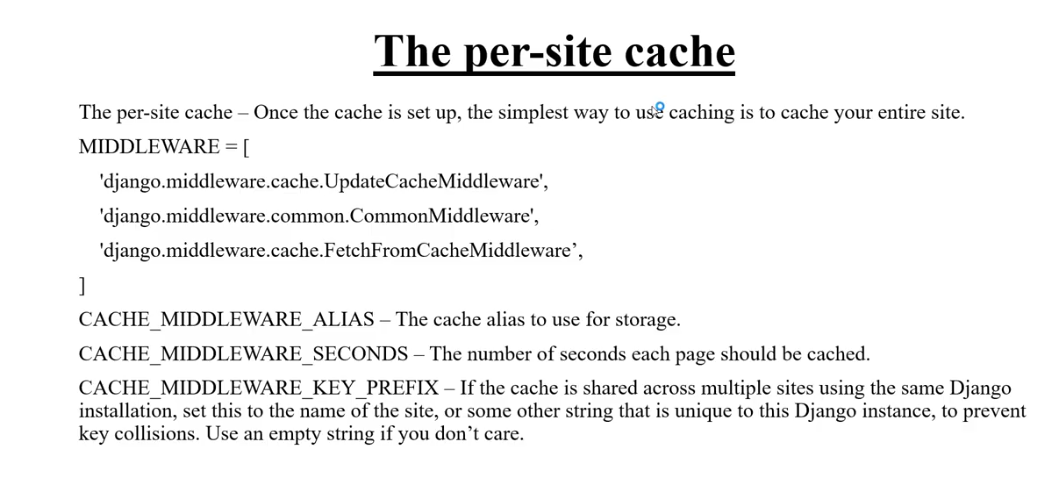 The per-site cache
The per-site cache – Once the cache is set up, the simplest way to use caching is to cache your entire site.
MIDDLEWARE = [
'django.middleware.cache.UpdateCacheMiddleware',
'django.middleware.common.CommonMiddleware',
'django.middleware.cache.FetchFromCacheMiddleware’,
]
CACHE_MIDDLEWARE_ALIAS – The cache alias to use for storage.
CACHE_MIDDLEWARE_SECONDS – The number of seconds each page should be cached.
CACHE_MIDDLEWARE_KEY_PREFIX – If the cache is shared across multiple sites using the same Django
installation, set this to the name of the site, or some other string that is unique to this Django instance, to prevent
key collisions. Use an empty string if you don’t care.